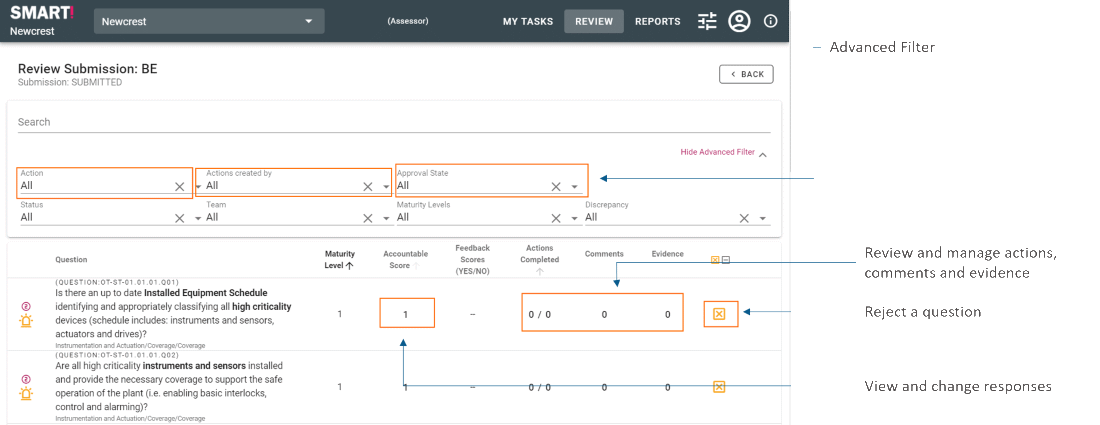 SMART!
Newcrest
Newcrest
(Assessor)
MY TASKS
REVIEW
REPORTS
– Advanced Filter
Review Submission: BE
Submission: SUBMITTED
BACK
Search
Hide Advanced Filter
Action
All
Actions created by
All
Approval State
All
Status
All
Team
All
Maturity Levels
All
Discrepancy
All
Question
Maturity
Level
Accountable
Score
Feedback
Scores
(YES/NO)
Actions
Completed
Comments
Evidence
Review and manage actions,
comments and evidence
(QUESTION:OT-ST-01.01.01.Q01)
Is there an up to date Installed Equipment Schedule
identifying and appropriately classifying all high criticality
devices (schedule includes: instruments and sensors,
actuators and drives)?
Instrumentation and Actuation/Coverage/Coverage
1
1
--
0 / 0
0
0
Reject a question
(QUESTION:OT-ST-01.01.01.Q02)
Are all high criticality instruments and sensors installed
and provide the necessary coverage to support the safe
operation of the plant (i.e. enabling basic interlocks,
control and alarming)?
Instrumentation and Actuation/Coverage/Coverage
1
1
--
0 / 0
0
0
View and change responses